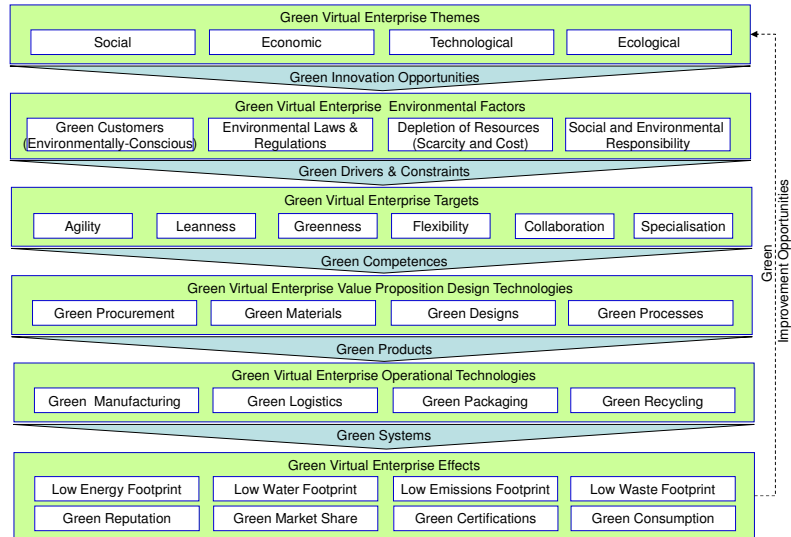 Green Virtual Enterprise Themes
Social
Economic
Technological
Ecological
Green Innovation Opportunities
Green Virtual Enterprise Environmental Factors
Green Customers
(Environmentally-Conscious)
Environmental Laws &
Regulations
Depletion of Resources
(Scarcity and Cost)
Social and Environmental
Responsibility
Green Drivers & Constraints
Green Virtual Enterprise Targets
Agility
Leanness
Greenness
Flexibility
Collaboration
Specialisation
Green Competences
Green Virtual Enterprise Value Proposition Design Technologies
Green Procurement
Green Materials
Green Designs
Green Processes
Green Products
Green Virtual Enterprise Operational Technologies
Green Manufacturing
Green Logistics
Green Packaging
Green Recycling
Green Systems
Green Virtual Enterprise Effects
Low Energy Footprint
Low Water Footprint
Low Emissions Footprint
Low Waste Footprint
Green Reputation
Green Market Share
Green Certifications
Green Consumption
Green
Improvement Opportunities